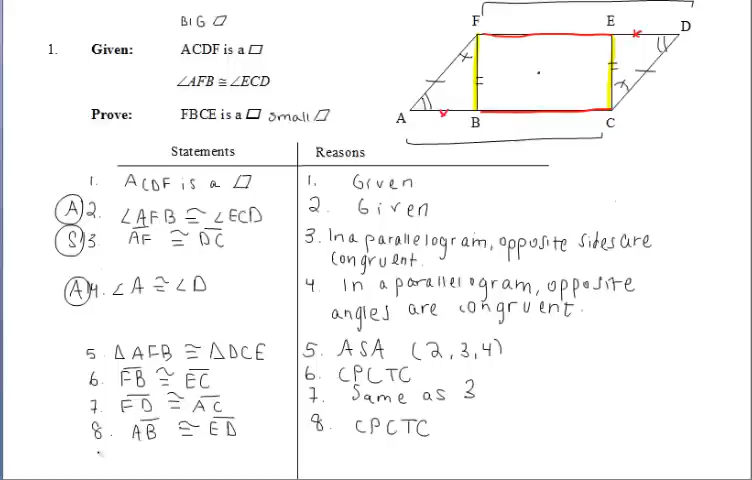 BIG ▱
1. Given: ACDF is a ▱
∠AFB ≅ ∠ECD
Prove: FBCE is a ▱ small ▱
F E D
A B C
Statements Reasons
1. ACDF is a ▱ 1. Given
(A) 2. ∠AFB ≅ ∠ECD 2. Given
(S) 3. AF ≅ DC 3. In a parallelogram, opposite sides are
congruent.
(A) 4. ∠A ≅ ∠D 4. In a parallelogram, opposite
angles are congruent.
5. ΔAFB ≅ ΔDCE 5. ASA (2,3,4)
6. FB ≅ EC 6. CPCTC
7. FD ≅ AC 7. Same as 3
8. AB ≅ ED 8. CPCTC